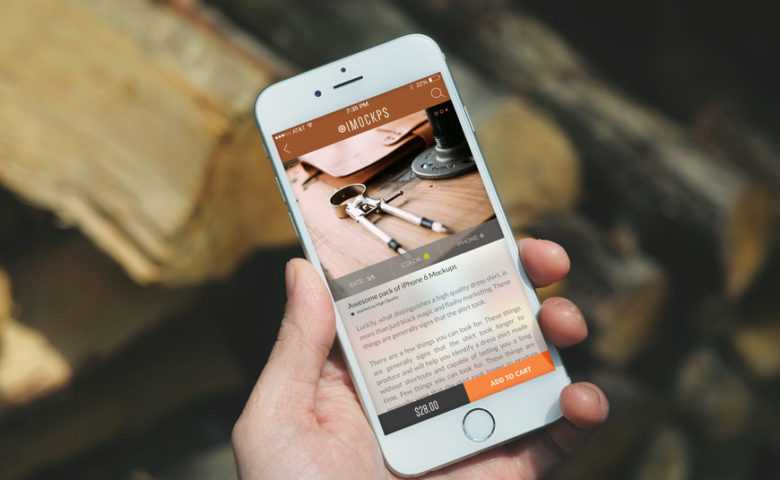 AT&T 7:35 PM 22%
IMOCKPS
RATE: 5/5 COLOR: IPHONE: 6
Awesome pack of iPhone 6 Mockups
Luckily, what distinguishes a high quality dress shirt, is
more than just black magic and flashy marketing. These
things are generally signs that the shirt took.
There are a few things you can look for. These things
are generally signs that the shirt took longer to
produce and will help you identify a dress shirt made
without shortcuts and capable of lasting you a long
time. Few things you can look for. These things are
$28.00 ADD TO CART